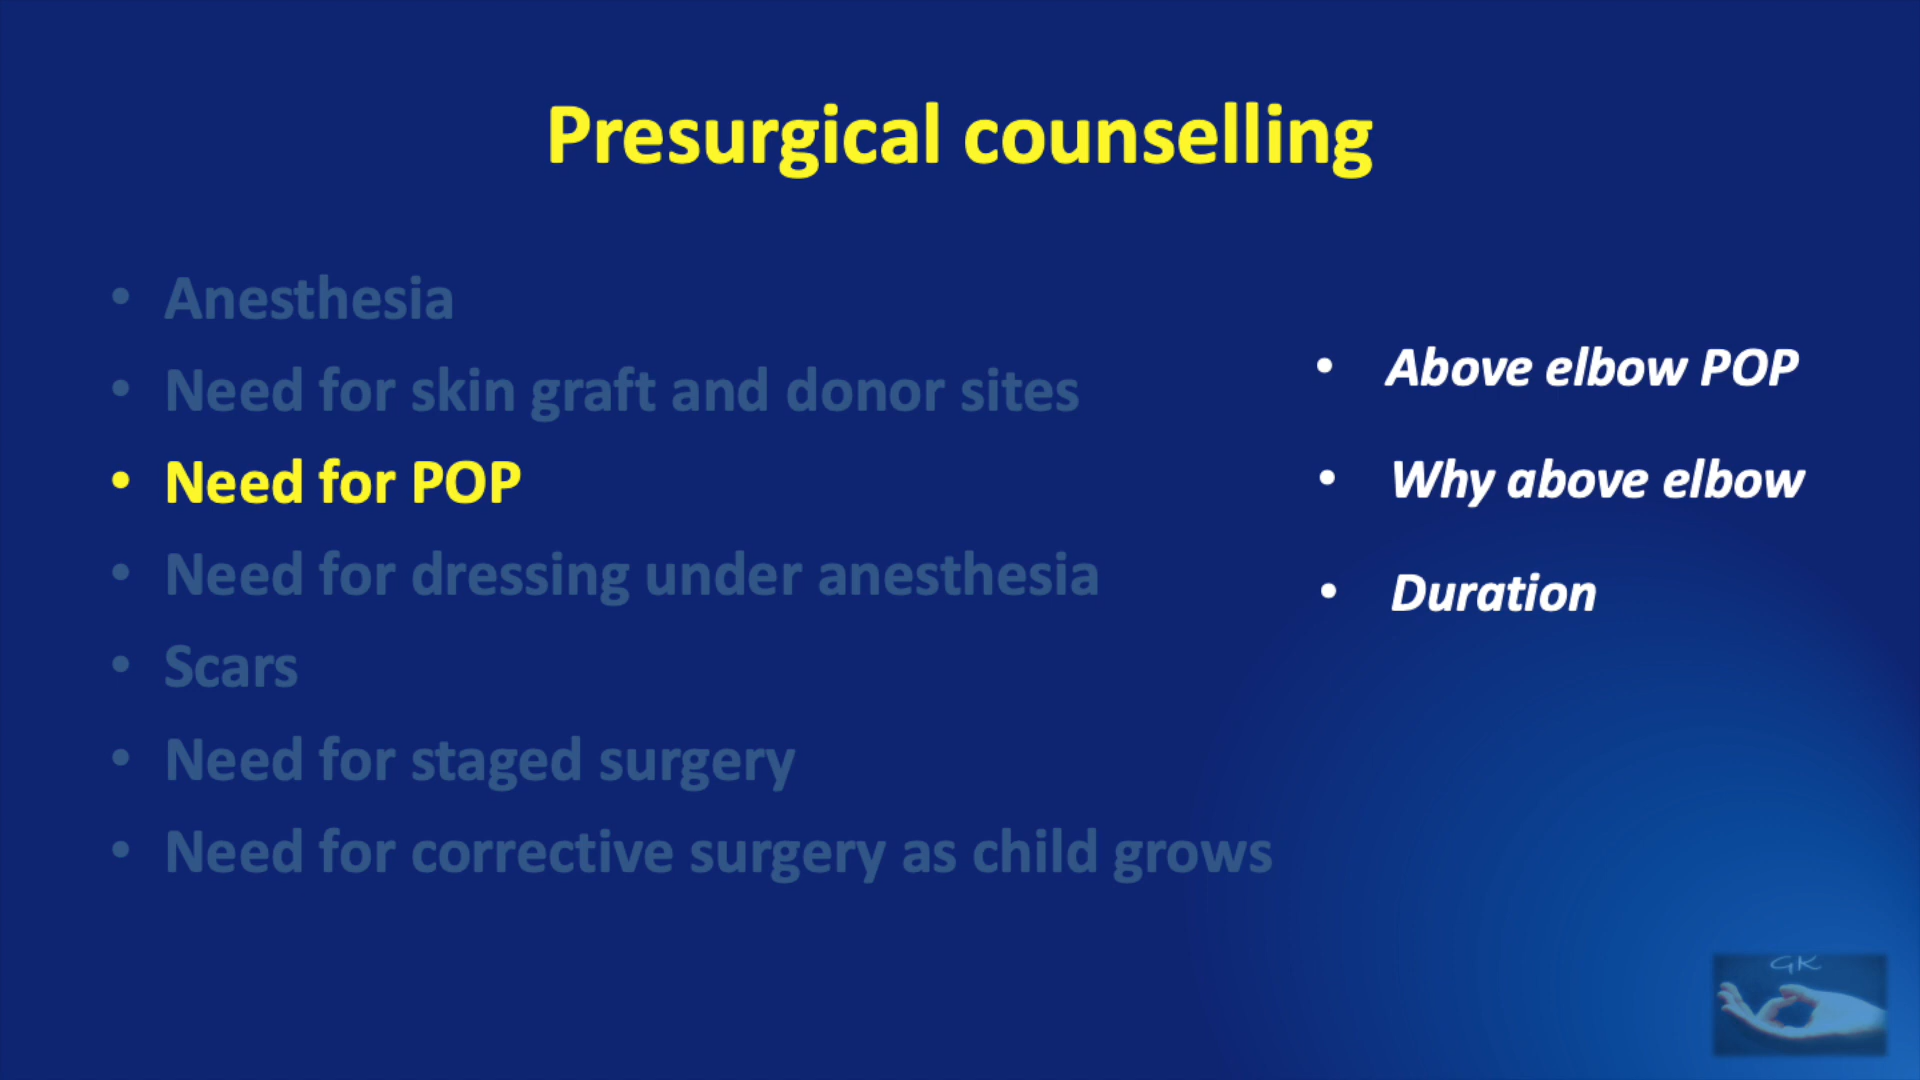 Presurgical counselling
• Anesthesia
• Need for skin graft and donor sites
• Need for POP
• Need for dressing under anesthesia
• Scars
• Need for staged surgery
• Need for corrective surgery as child grows
• Above elbow POP
• Why above elbow
• Duration
GK